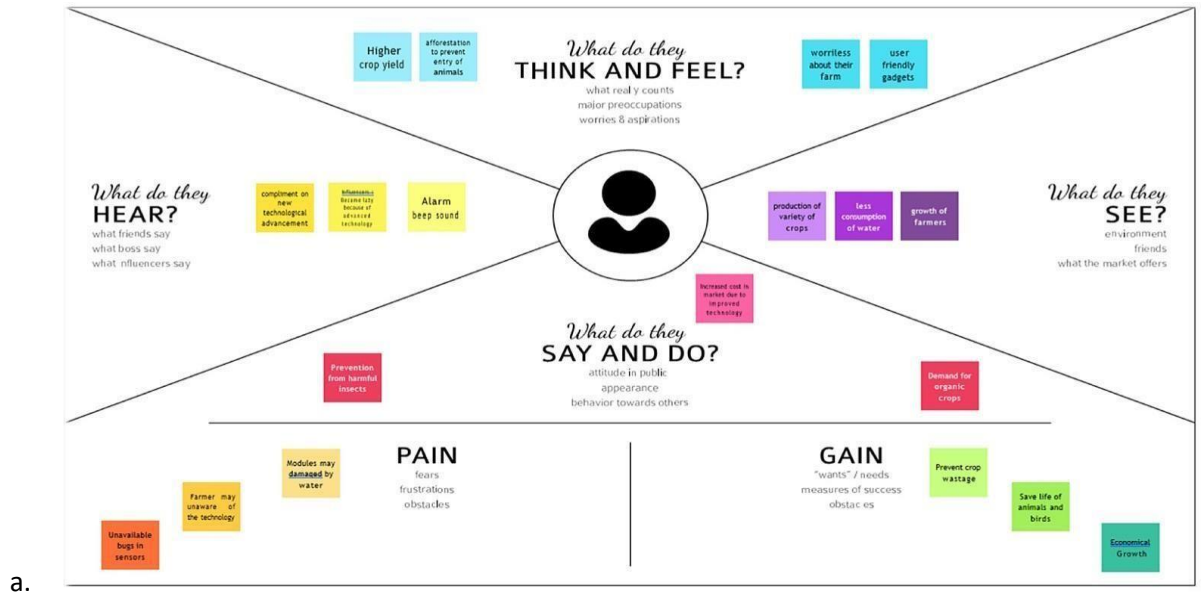 Higher
crop yield
afforestation
to prevent
entry of
animals
What do they
THINK AND FEEL?
what real y counts
major preoccupations
worries & aspirations
worriless
about their
farm
user
friendly
gadgets
What do they
HEAR?
what friends say
what boss say
what nfluencers say
compliment on
new
technological
advancement
Became lazy
because of
advanced
technology
Alarm
beep sound
production of
variety of
crops
less
consumption
of water
growth of
farmers
What do they
SEE?
environment
friends
what the market offers
Increased cost in
market due to
improved
technology
What do they
SAY AND DO?
attitude in public
appearance
behavior towards others
Prevention
from harmful
insects
Demand for
organic
crops
PAIN
fears
frustrations
obstacles
Modules may
damaged by
water
Farmer may
unaware of
the technology
Unavailable
bugs in
sensors
GAIN
"wants" / needs
measures of success
obstac es
Prevent crop
wastage
Save life of
animals and
birds
Economical
Growth
a.